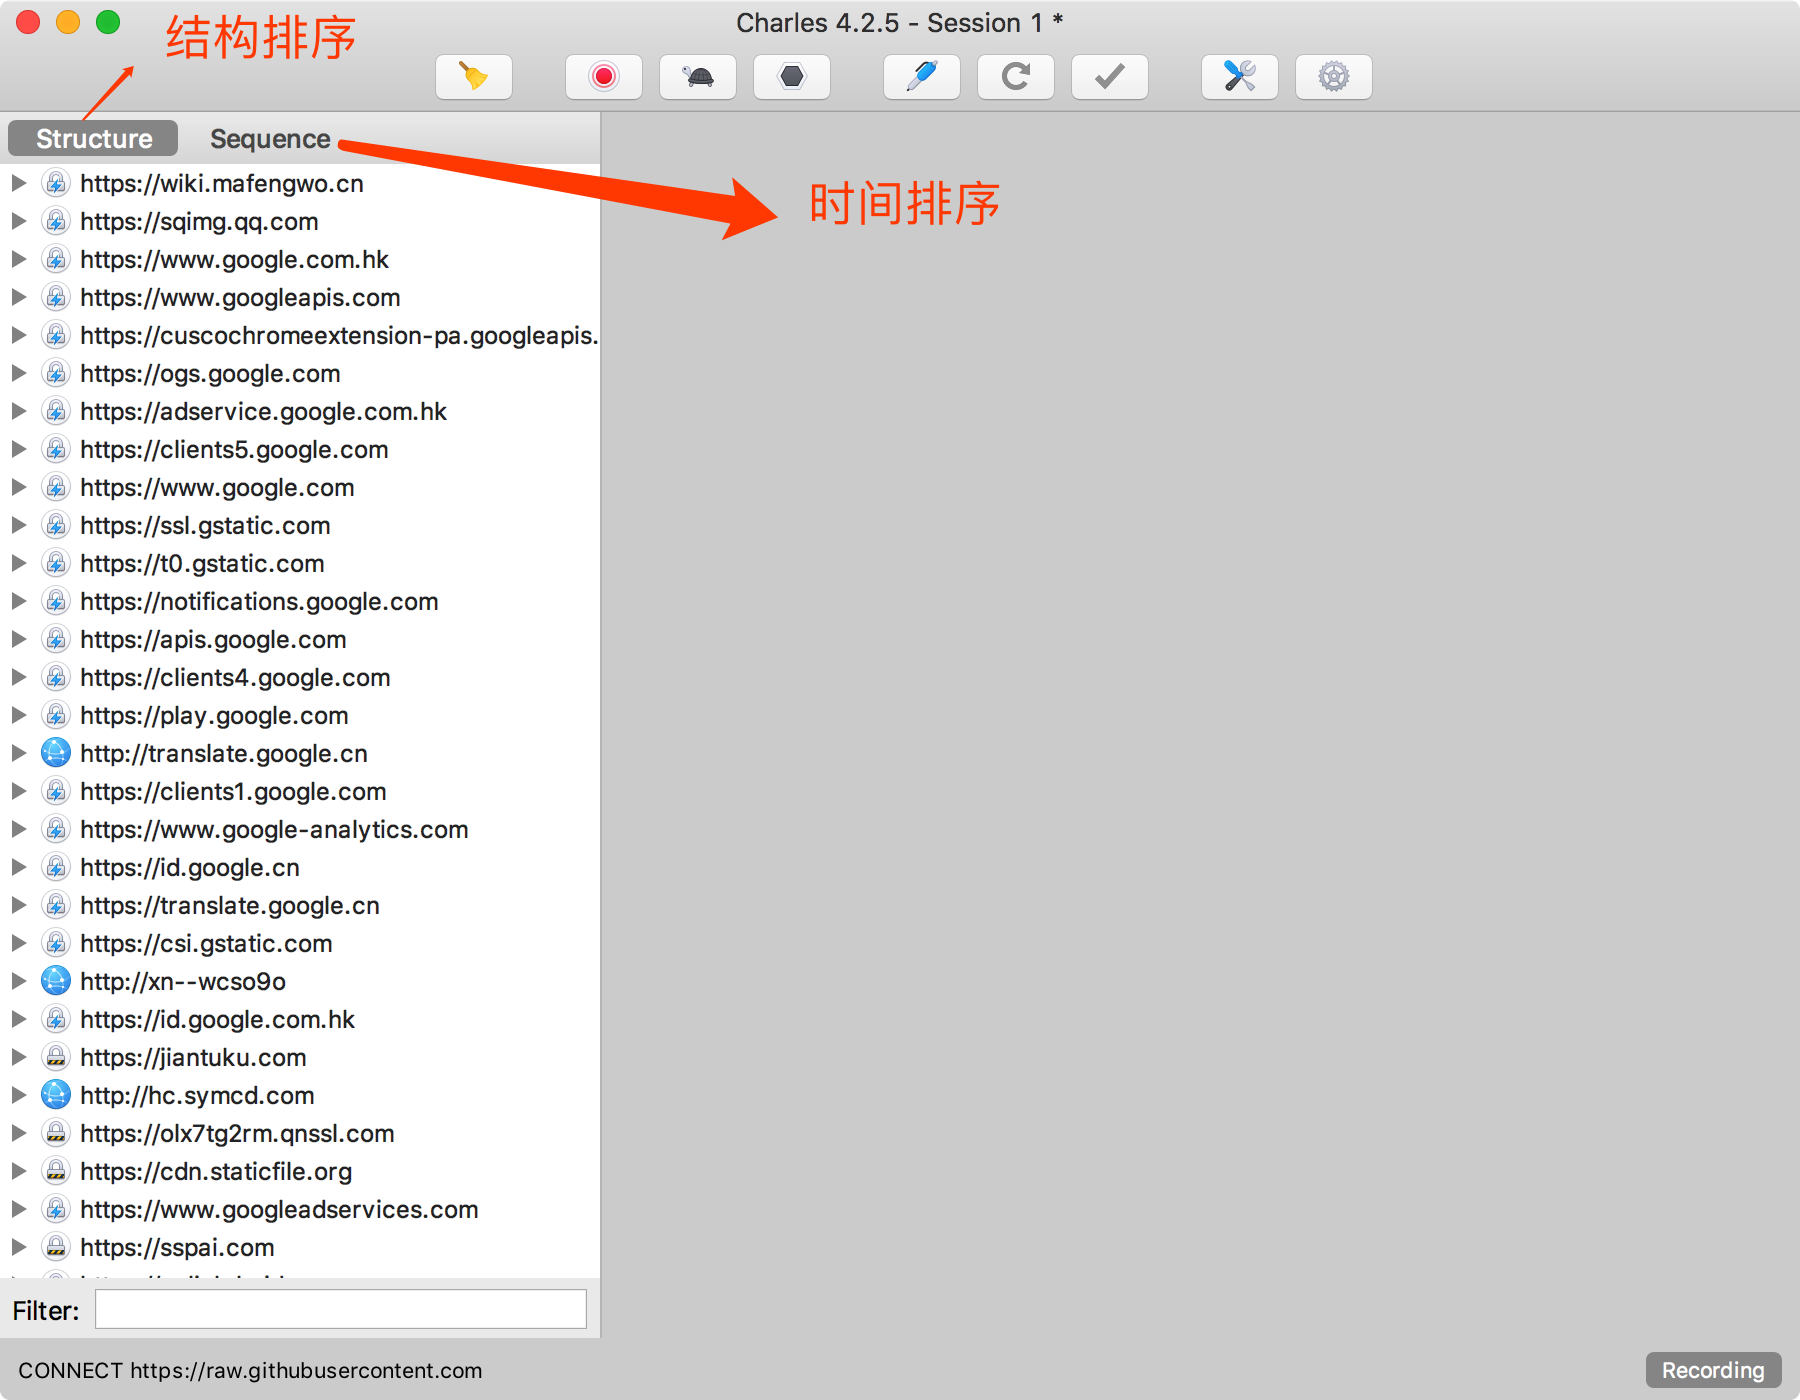 Charles 4.2.5 - Session 1 *
结构排序
Structure
Sequence
时间排序
https://wiki.mafengwo.cn
https://sqimg.qq.com
https://www.google.com.hk
https://www.googleapis.com
https://cuscochromeextension-pa.googleapis.
https://ogs.google.com
https://adservice.google.com.hk
https://clients5.google.com
https://www.google.com
https://ssl.gstatic.com
https://t0.gstatic.com
https://notifications.google.com
https://apis.google.com
https://clients4.google.com
https://play.google.com
http://translate.google.cn
https://clients1.google.com
https://www.google-analytics.com
https://id.google.cn
https://translate.google.cn
https://csi.gstatic.com
http://xn--wcso9o
https://id.google.com.hk
https://jiantuku.com
http://hc.symcd.com
https://olx7tg2rm.qnssl.com
https://cdn.staticfile.org
https://www.googleadservices.com
https://sspai.com
Filter:
CONNECT https://raw.githubusercontent.com
Recording